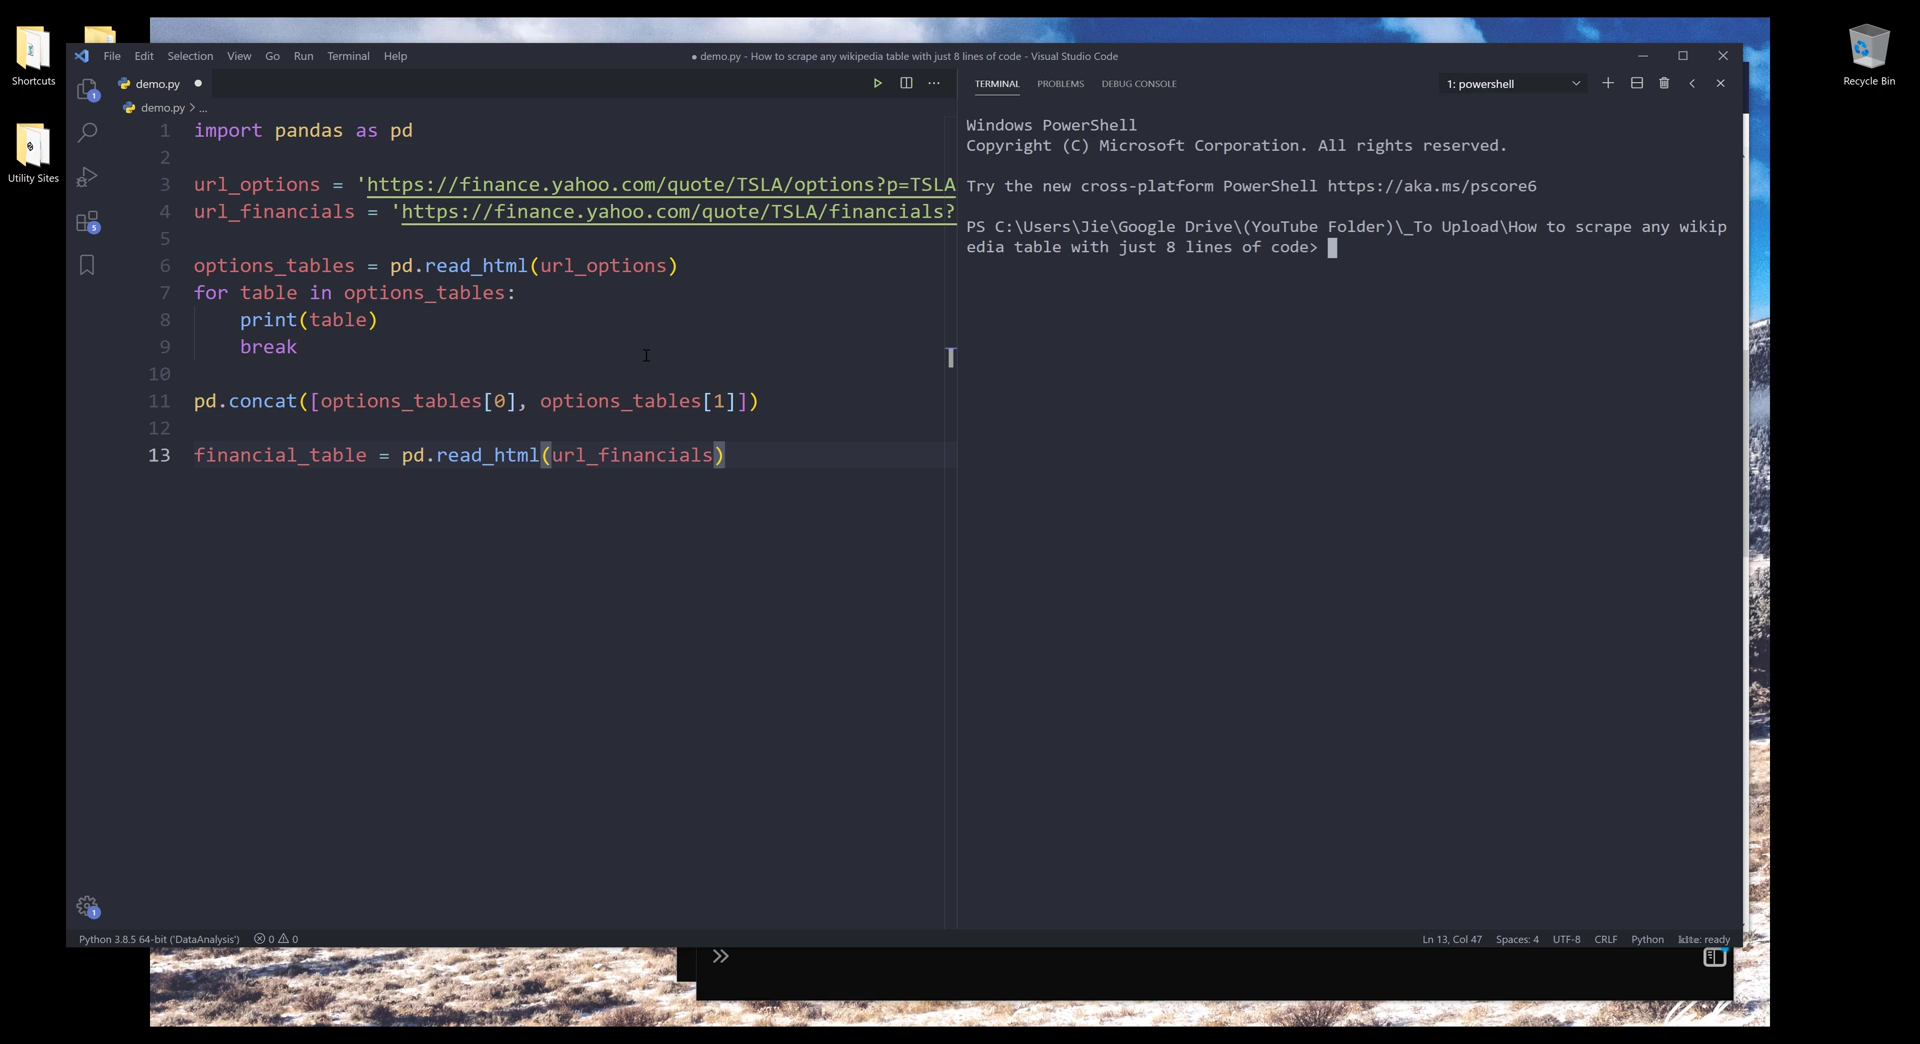 Shortcuts
Utility Sites
Recycle Bin
File Edit Selection View Go Run Terminal Help
● demo.py - How to scrape any wikipedia table with just 8 lines of code - Visual Studio Code
demo.py ●
demo.py > ...
1 import pandas as pd
2
3 url_options = 'https://finance.yahoo.com/quote/TSLA/options?p=TSLA
4 url_financials = 'https://finance.yahoo.com/quote/TSLA/financials?
5
6 options_tables = pd.read_html(url_options)
7 for table in options_tables:
8 print(table)
9 break
10
11 pd.concat([options_tables[0], options_tables[1]])
12
13 financial_table = pd.read_html(url_financials)
TERMINAL PROBLEMS DEBUG CONSOLE
1: powershell
Windows PowerShell
Copyright (C) Microsoft Corporation. All rights reserved.
Try the new cross-platform PowerShell https://aka.ms/pscore6
PS C:\Users\Jie\Google Drive\(YouTube Folder)\_To Upload\How to scrape any wikip
edia table with just 8 lines of code>
1
5
1
Python 3.8.5 64-bit ('DataAnalysis') 0 0
Ln 13, Col 47 Spaces: 4 UTF-8 CRLF Python kite: ready